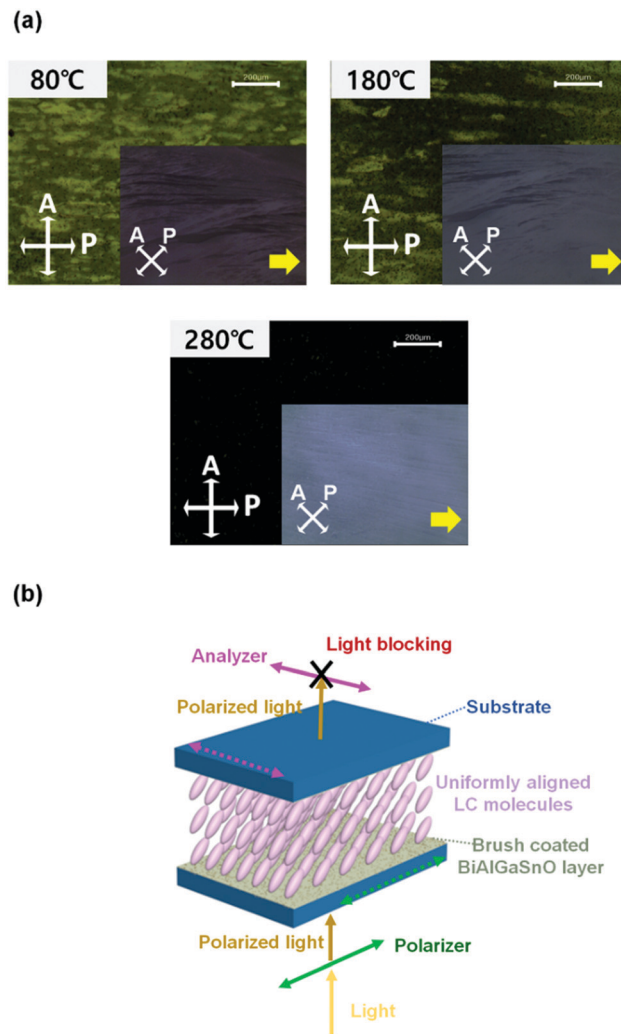 (a)
80℃
200μm
A
P
A P
180℃
200μm
A
P
A P
280℃
200μm
A
P
A P
(b)
Light blocking
Analyzer
Polarized light
Substrate
Uniformly aligned
LC molecules
Brush coated
BiAlGaSnO layer
Polarized light
Polarizer
Light